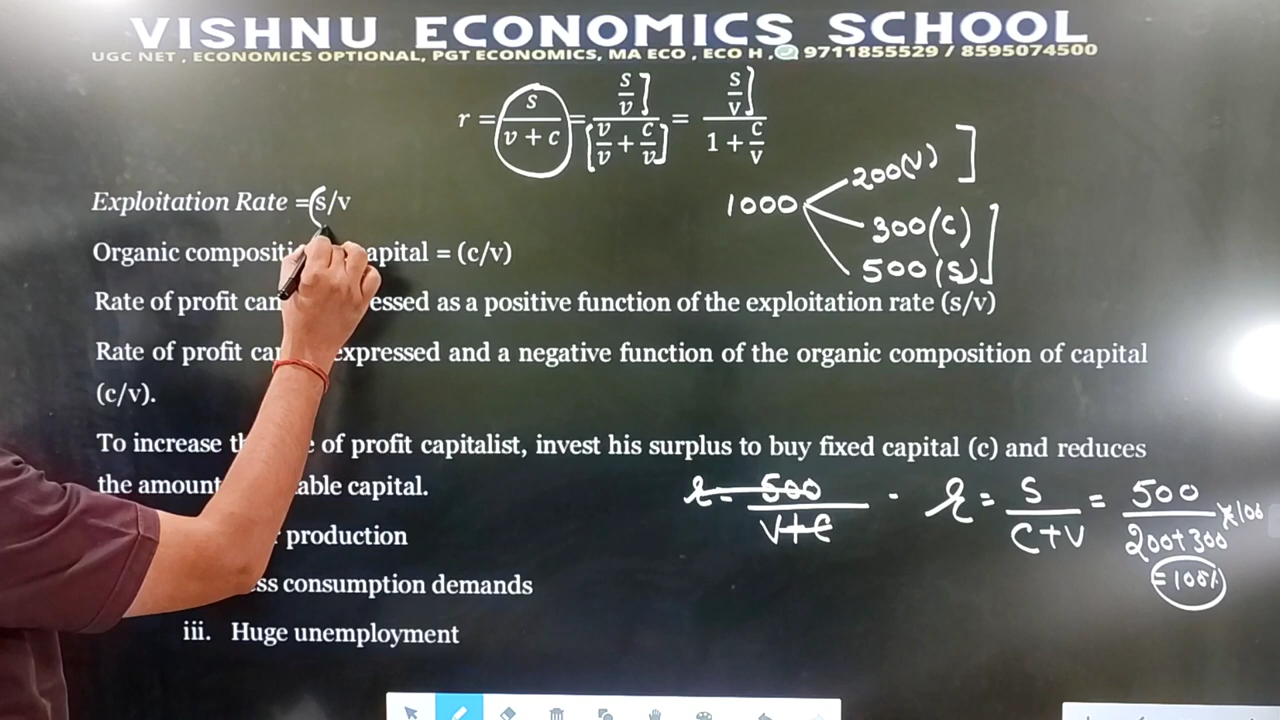 VISHNU ECONOMICS SCHOOL
UGC NET , ECONOMICS OPTIONAL, PGT ECONOMICS, MA ECO , ECO H , 9711855529 / 8595074500
r = s/(v + c) = (s/v)]/[v/v + c/v] = s/v]/(1 + c/v)
1000
200(V) ]
300(C)
500(S)
Exploitation Rate = (s/v
Organic compositi apital = (c/v)
Rate of profit can essed as a positive function of the exploitation rate (s/v)
Rate of profit ca expressed and a negative function of the organic composition of capital
(c/v).
To increase th of profit capitalist, invest his surplus to buy fixed capital (c) and reduces
the amount able capital.
r = 500/(V+C)
r = S/(C+V) = 500/(200+300) × 100
= 100%
production
ss consumption demands
iii. Huge unemployment